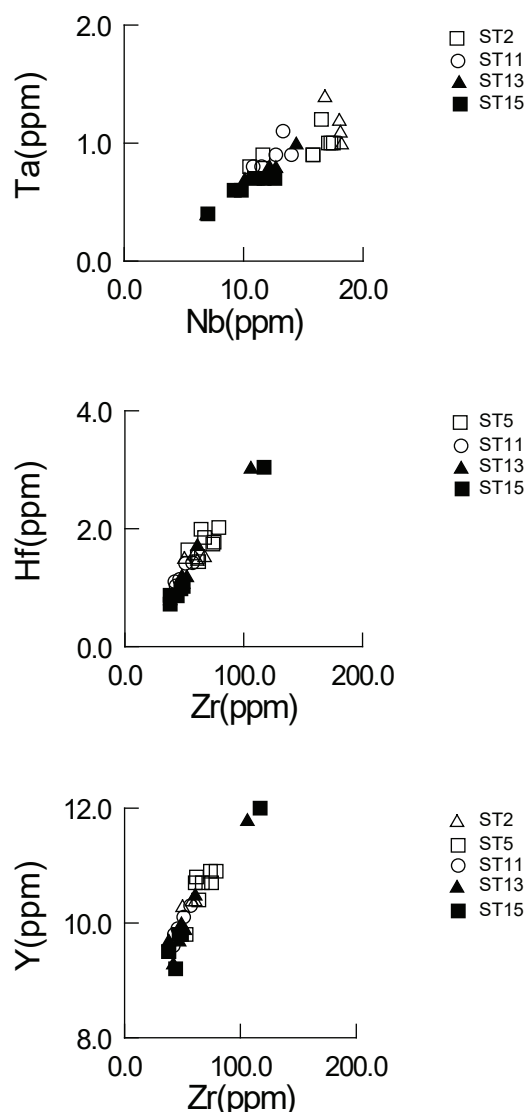 2.0
Ta(ppm)
1.0
0.0
0.0 10.0 20.0
Nb(ppm)
ST2
ST11
ST13
ST15
4.0
Hf(ppm)
2.0
0.0
0.0 100.0 200.0
Zr(ppm)
ST5
ST11
ST13
ST15
12.0
Y(ppm)
10.0
8.0
0.0 100.0 200.0
Zr(ppm)
ST2
ST5
ST11
ST13
ST15